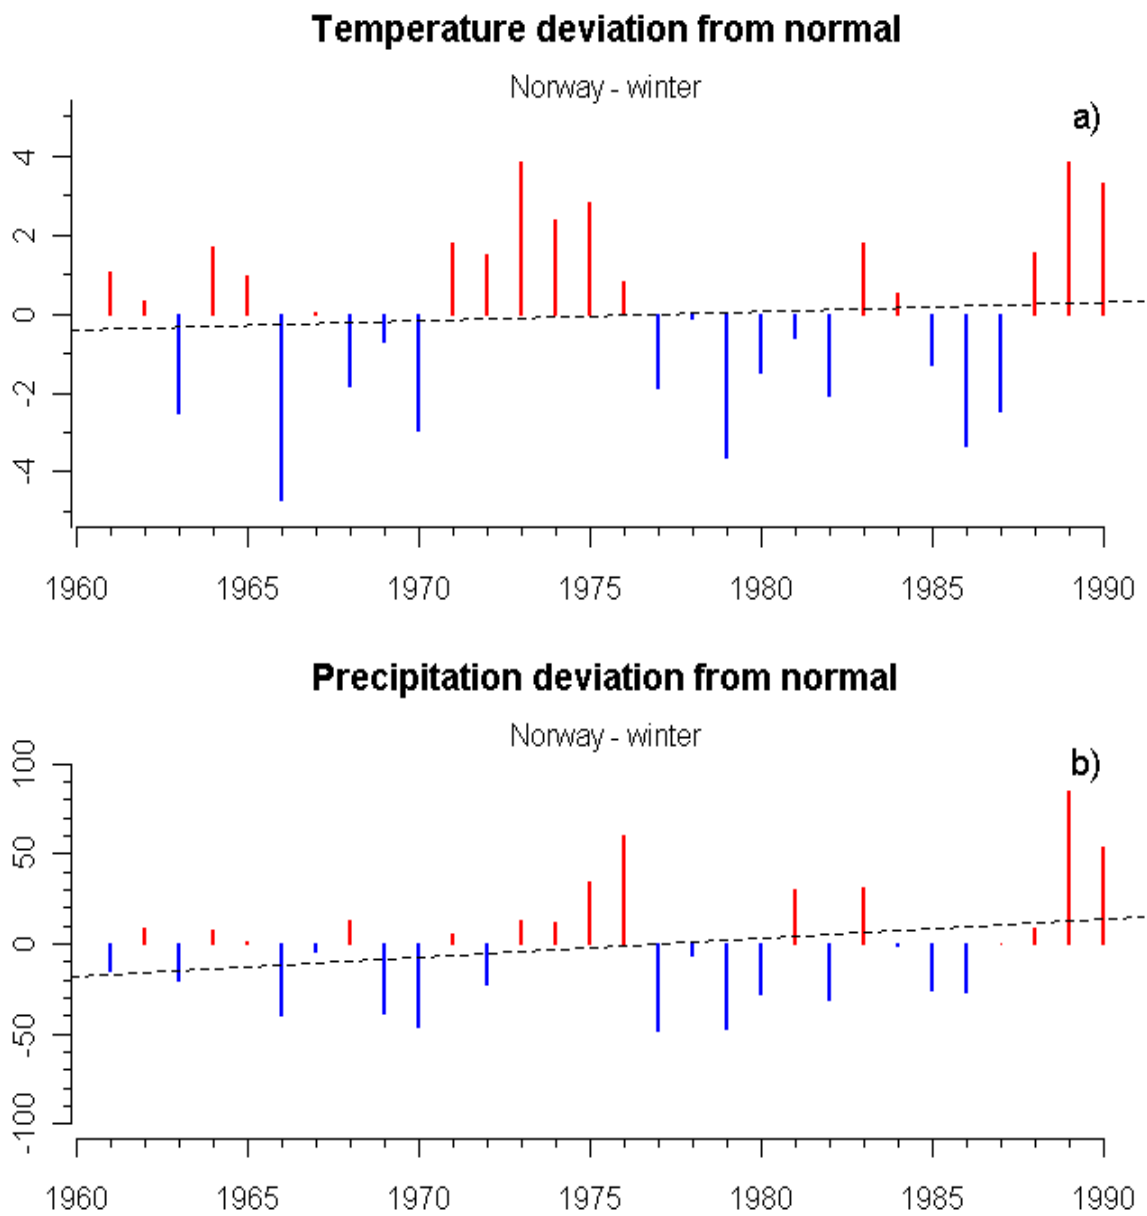 Temperature deviation from normal
Norway - winter
a)
4
2
0
-2
-4
1960 1965 1970 1975 1980 1985 1990
Precipitation deviation from normal
Norway - winter
b)
100
50
0
-50
-100
1960 1965 1970 1975 1980 1985 1990